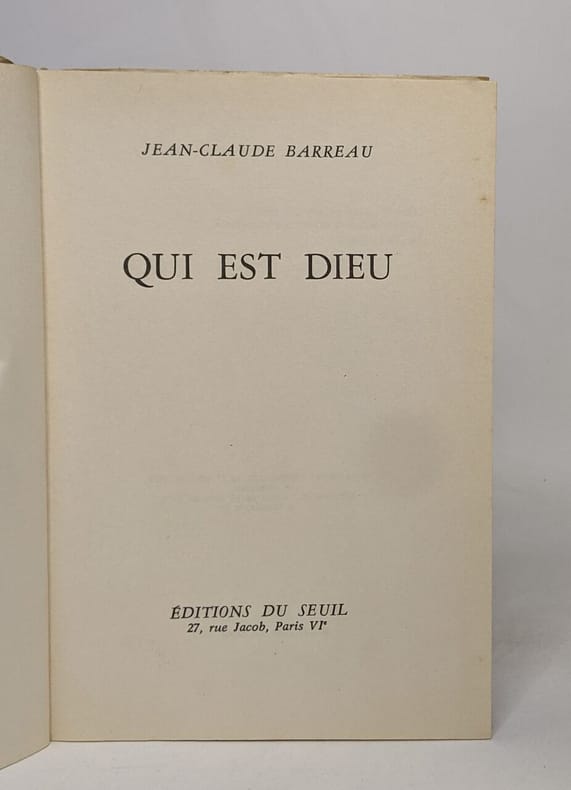 JEAN-CLAUDE BARREAU
QUI EST DIEU
ÉDITIONS DU SEUIL
27, rue Jacob, Paris VIᵉ